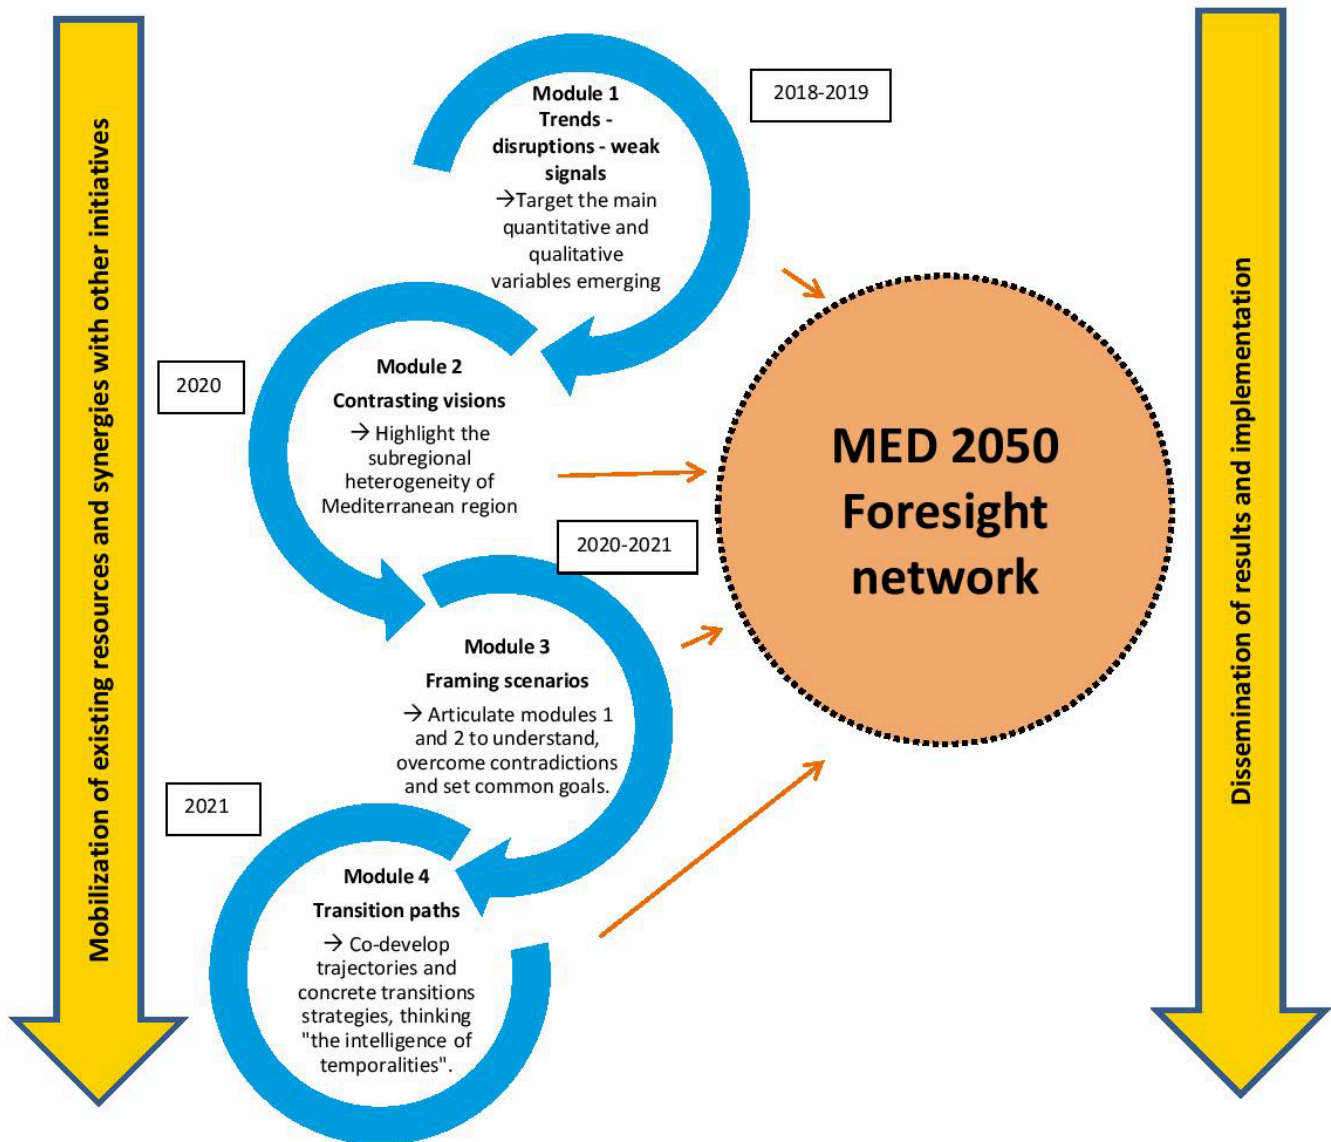 Mobilization of existing resources and synergies with other initiatives
Module 1
Trends -
disruptions - weak
signals
→Target the main
quantitative and
qualitative
variables emerging
2018-2019
Module 2
Contrasting visions
→ Highlight the
subregional
heterogeneity of
Mediterranean region
2020
Module 3
Framing scenarios
→ Articulate modules 1
and 2 to understand,
overcome contradictions
and set common goals.
2020-2021
Module 4
Transition paths
→ Co-develop
trajectories and
concrete transitions
strategies, thinking
"the intelligence of
temporalities".
2021
MED 2050
Foresight
network
Dissemination of results and implementation